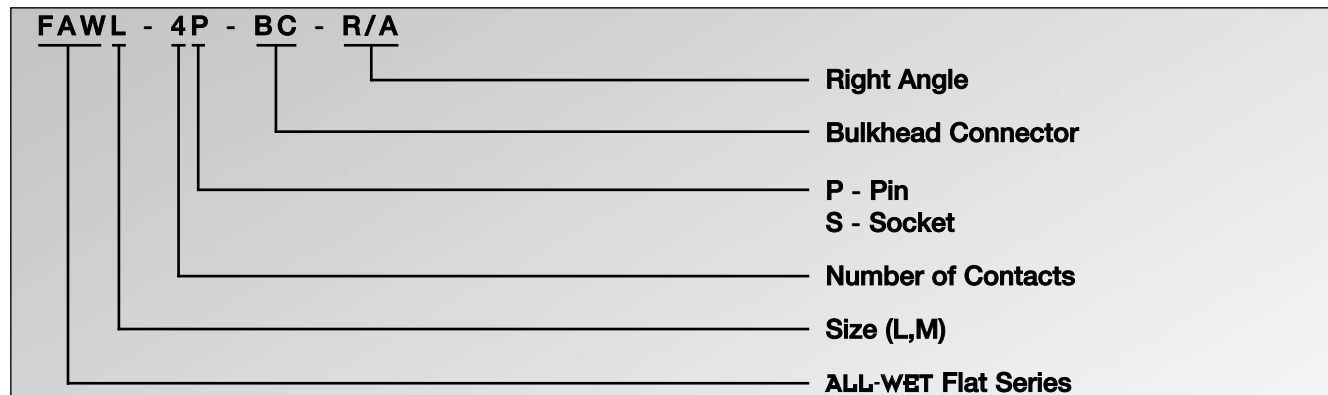 FAWL - 4P - BC - R/A
Right Angle
Bulkhead Connector
P - Pin
S - Socket
Number of Contacts
Size (L,M)
ALL-WET Flat Series